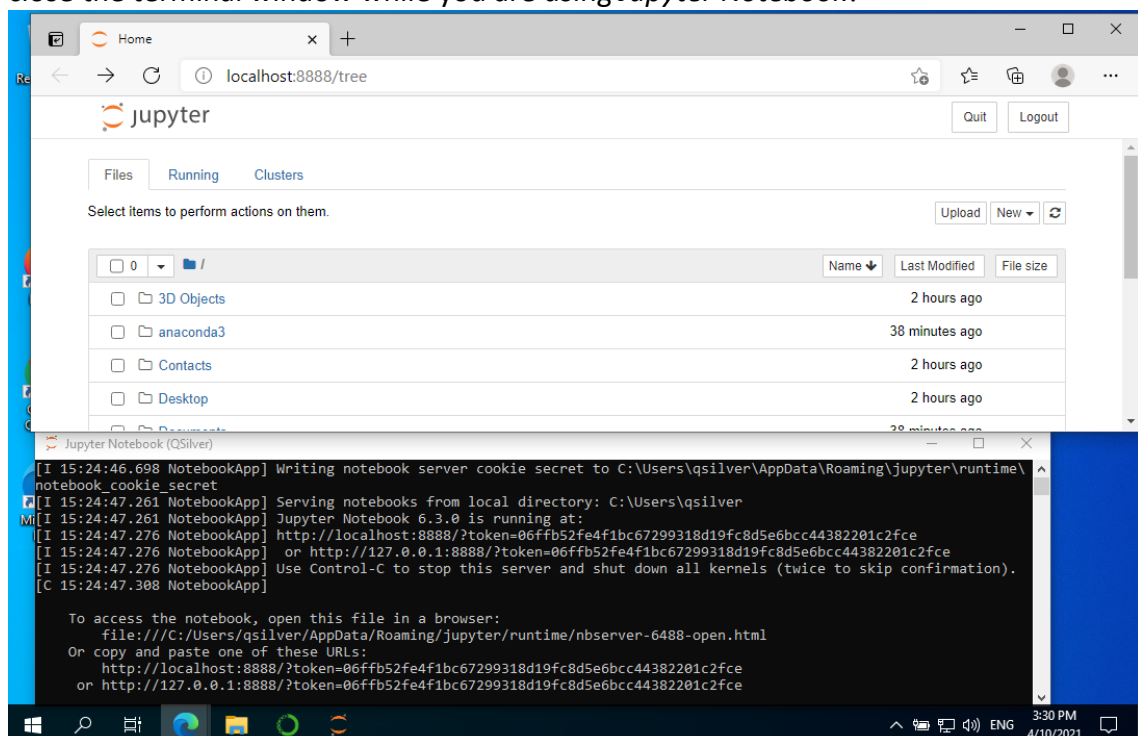 close the terminal window while you are using Jupyter Notebook.
Home
localhost:8888/tree
Re
jupyter
Quit Logout
Files Running Clusters
Select items to perform actions on them.
Upload New
0 / Name Last Modified File size
3D Objects 2 hours ago
anaconda3 38 minutes ago
Contacts 2 hours ago
Desktop 2 hours ago
Documents 38 minutes ago
Jupyter Notebook (QSilver)
[I 15:24:46.698 NotebookApp] Writing notebook server cookie secret to C:\Users\qsilver\AppData\Roaming\jupyter\runtime\
notebook_cookie_secret
[I 15:24:47.261 NotebookApp] Serving notebooks from local directory: C:\Users\qsilver
Mi
[I 15:24:47.261 NotebookApp] Jupyter Notebook 6.3.0 is running at:
[I 15:24:47.276 NotebookApp] http://localhost:8888/?token=06ffb52fe4f1bc67299318d19fc8d5e6bcc44382201c2fce
[I 15:24:47.276 NotebookApp]  or http://127.0.0.1:8888/?token=06ffb52fe4f1bc67299318d19fc8d5e6bcc44382201c2fce
[I 15:24:47.276 NotebookApp] Use Control-C to stop this server and shut down all kernels (twice to skip confirmation).
[C 15:24:47.308 NotebookApp]
To access the notebook, open this file in a browser:
file:///C:/Users/qsilver/AppData/Roaming/jupyter/runtime/nbserver-6488-open.html
Or copy and paste one of these URLs:
http://localhost:8888/?token=06ffb52fe4f1bc67299318d19fc8d5e6bcc44382201c2fce
or http://127.0.0.1:8888/?token=06ffb52fe4f1bc67299318d19fc8d5e6bcc44382201c2fce
ENG 3:30 PM
4/10/2021